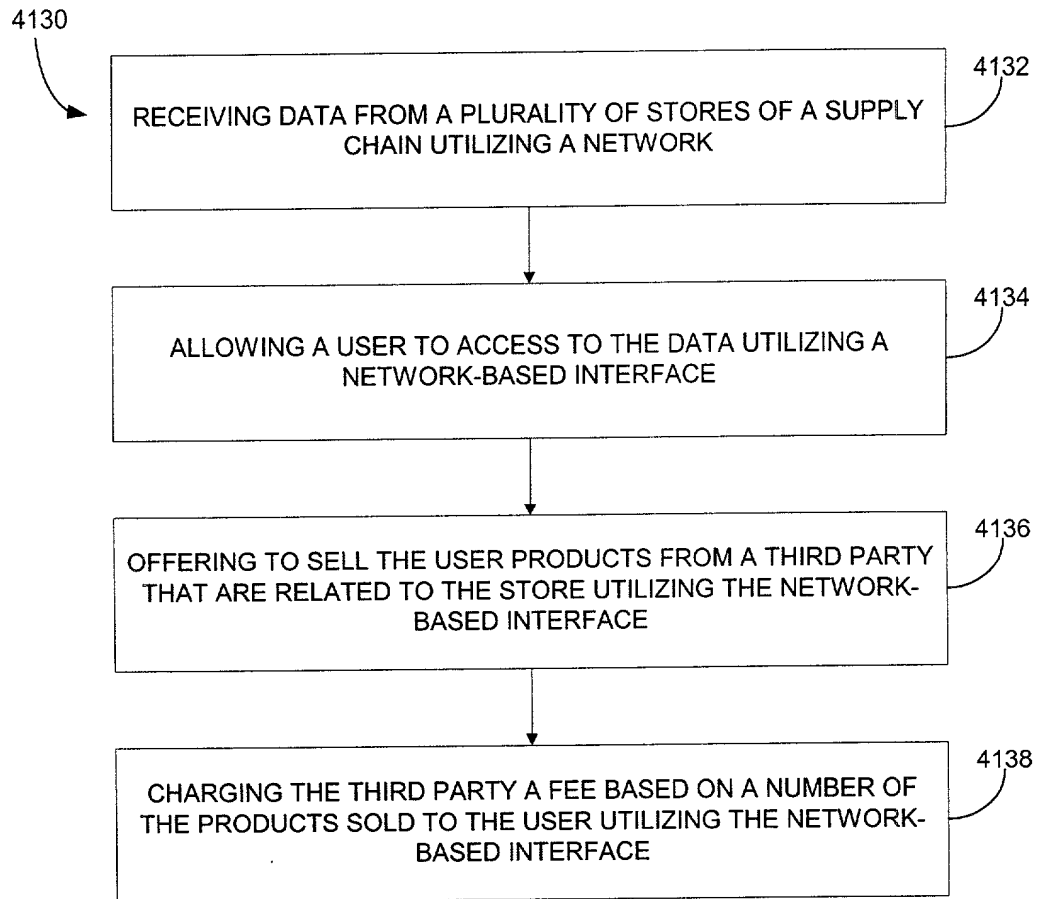 4130
4132
RECEIVING DATA FROM A PLURALITY OF STORES OF A SUPPLY
CHAIN UTILIZING A NETWORK
4134
ALLOWING A USER TO ACCESS TO THE DATA UTILIZING A
NETWORK-BASED INTERFACE
4136
OFFERING TO SELL THE USER PRODUCTS FROM A THIRD PARTY
THAT ARE RELATED TO THE STORE UTILIZING THE NETWORK-
BASED INTERFACE
4138
CHARGING THE THIRD PARTY A FEE BASED ON A NUMBER OF
THE PRODUCTS SOLD TO THE USER UTILIZING THE NETWORK-
BASED INTERFACE